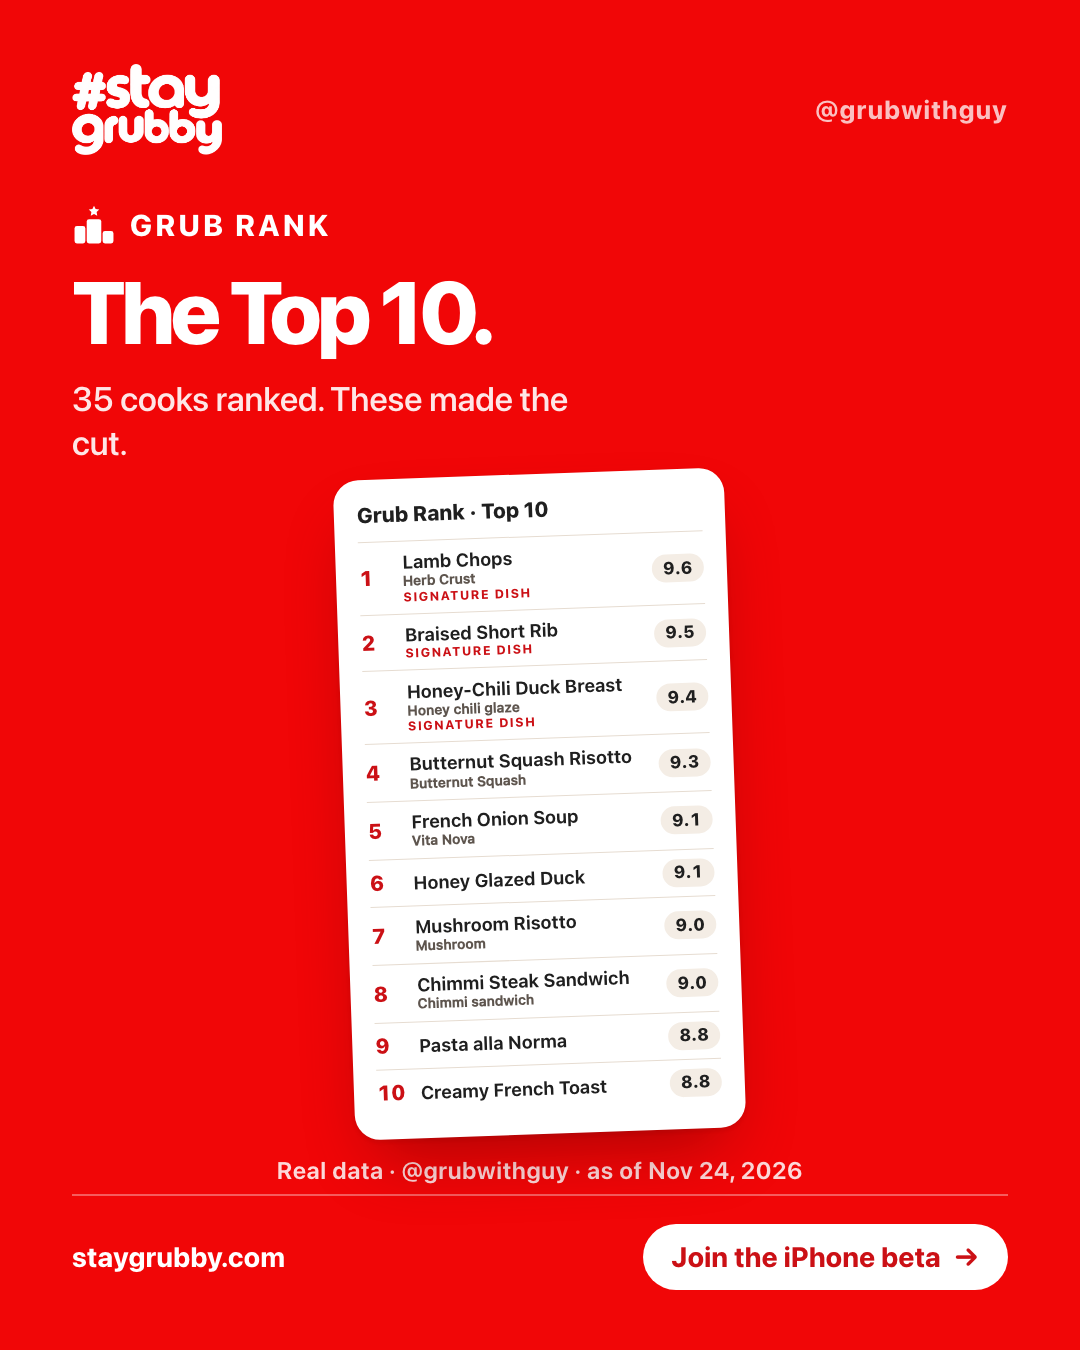 #stay
grubby
@grubwithguy
GRUB RANK
The Top 10.
35 cooks ranked. These made the
cut.
Grub Rank · Top 10
1
Lamb Chops
Herb Crust
SIGNATURE DISH
9.6
2
Braised Short Rib
SIGNATURE DISH
9.5
3
Honey-Chili Duck Breast
Honey chili glaze
SIGNATURE DISH
9.4
4
Butternut Squash Risotto
Butternut Squash
9.3
5
French Onion Soup
Vita Nova
9.1
6
Honey Glazed Duck
9.1
7
Mushroom Risotto
Mushroom
9.0
8
Chimmi Steak Sandwich
Chimmi sandwich
9.0
9
Pasta alla Norma
8.8
10
Creamy French Toast
8.8
Real data · @grubwithguy · as of Nov 24, 2026
staygrubby.com
Join the iPhone beta →